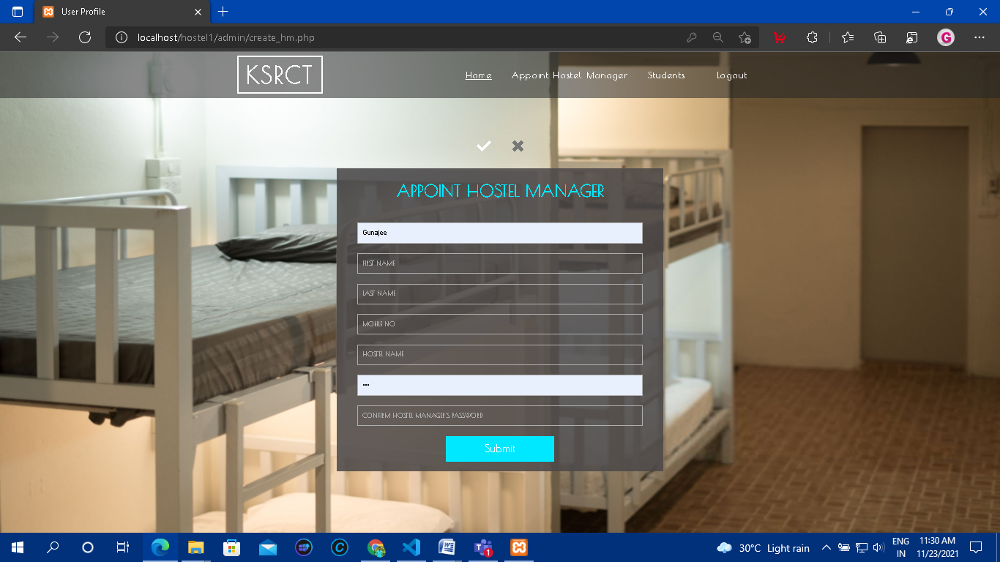 User Profile
localhost/hostel1/admin/create_hm.php
G
KSRCT
Home Appoint Hostel Manager Students Logout
APPOINT HOSTEL MANAGER
Gunajee
FIRST NAME
LAST NAME
MOBILE NO
HOSTEL NAME
•••
CONFIRM HOSTEL MANAGER'S PASSWORD
Submit
30°C Light rain
ENG
IN
11:30 AM
11/23/2021
1